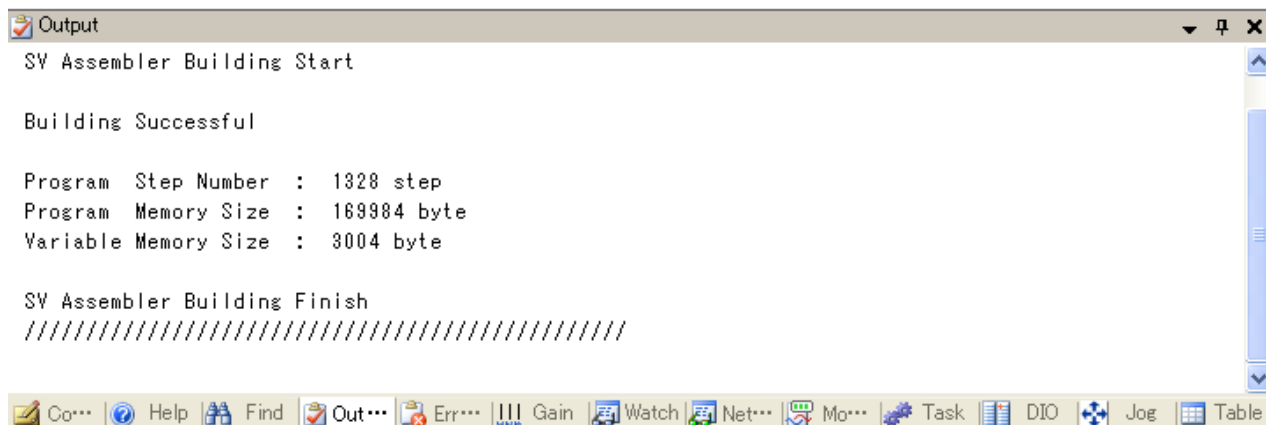 Output
SV Assembler Building Start
Building Successful
Program  Step Number  :  1328 step
Program  Memory Size  :  169984 byte
Variable Memory Size  :  3004 byte
SV Assembler Building Finish
/////////////////////////////////////////////////
Co··· Help Find Out··· Err··· Gain Watch Net··· Mo··· Task DIO Jog Table